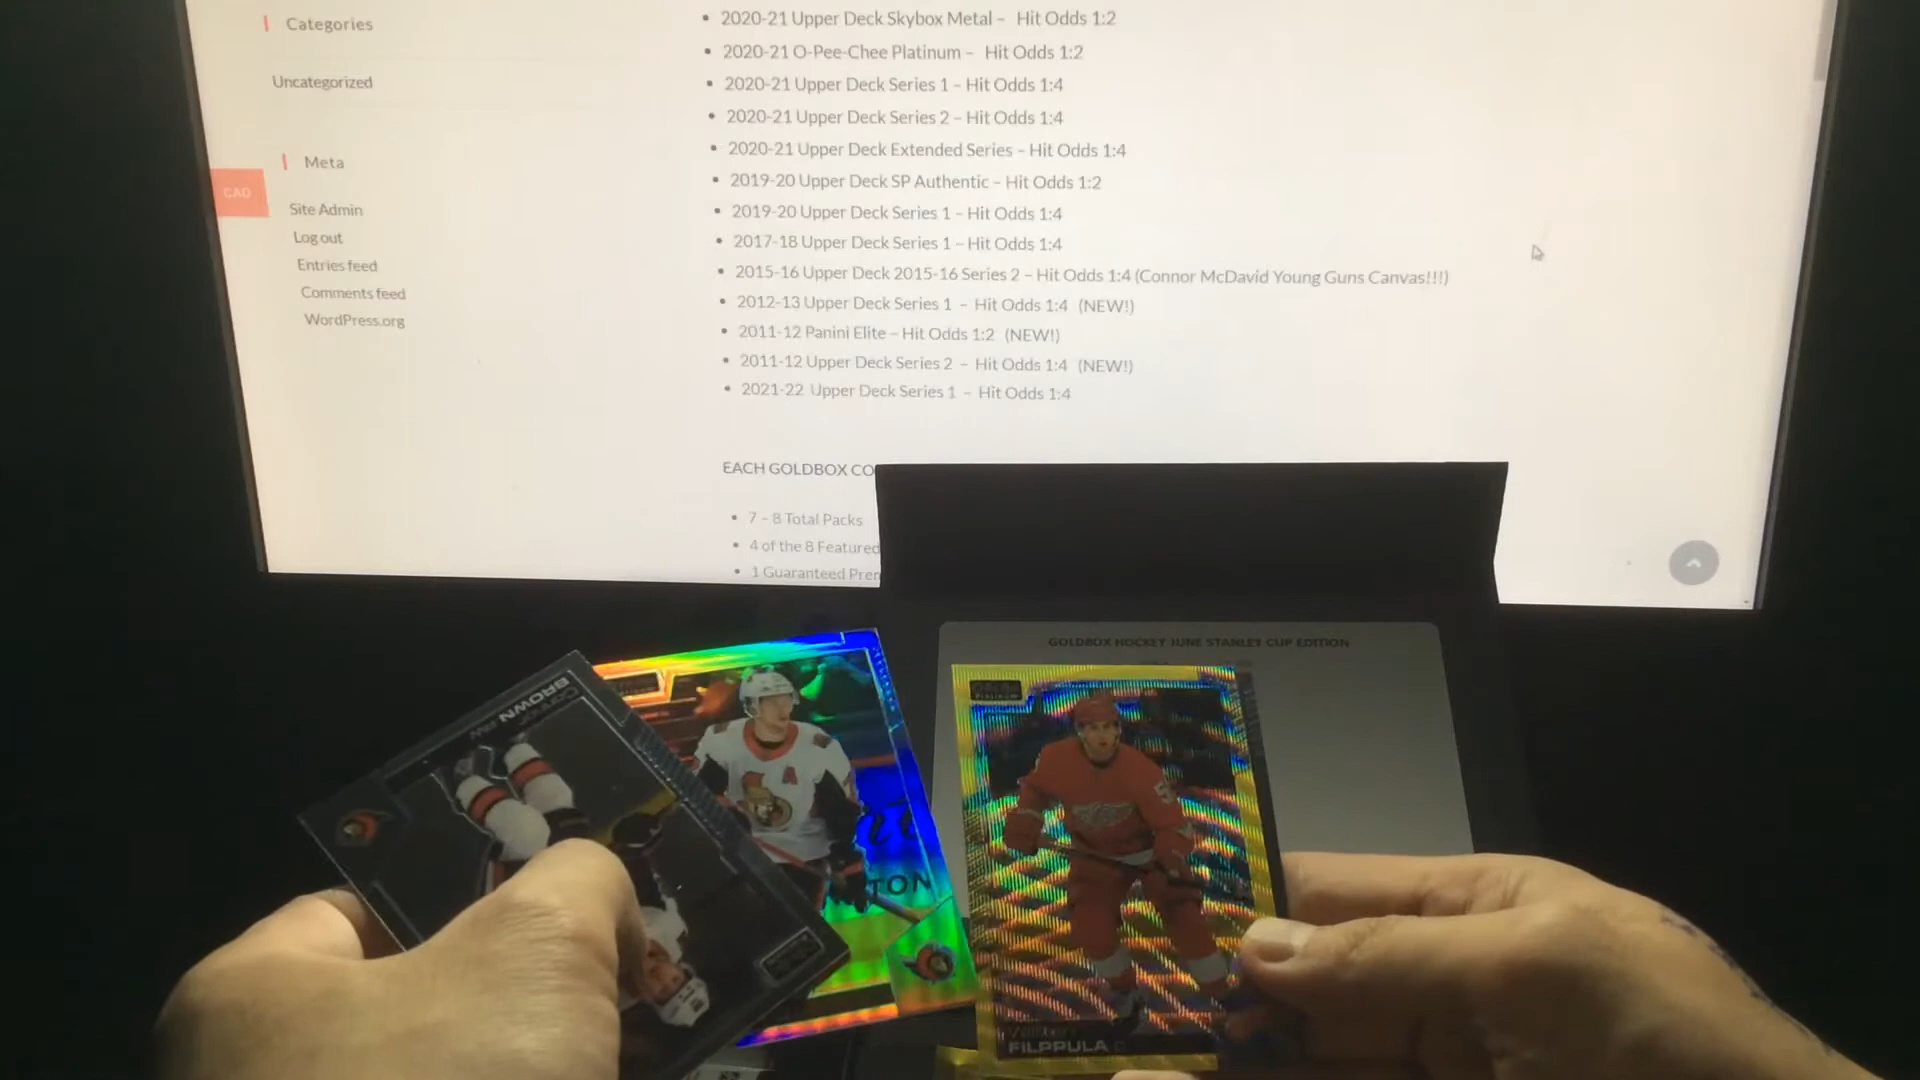 Categories
Uncategorized
Meta
CAD
Site Admin
Log out
Entries feed
Comments feed
WordPress.org
2020-21 Upper Deck Skybox Metal – Hit Odds 1:2
2020-21 O-Pee-Chee Platinum – Hit Odds 1:2
2020-21 Upper Deck Series 1 – Hit Odds 1:4
2020-21 Upper Deck Series 2 – Hit Odds 1:4
2020-21 Upper Deck Extended Series – Hit Odds 1:4
2019-20 Upper Deck SP Authentic – Hit Odds 1:2
2019-20 Upper Deck Series 1 – Hit Odds 1:4
2017-18 Upper Deck Series 1 – Hit Odds 1:4
2015-16 Upper Deck 2015-16 Series 2 – Hit Odds 1:4 (Connor McDavid Young Guns Canvas!!!)
2012-13 Upper Deck Series 1 – Hit Odds 1:4 (NEW!)
2011-12 Panini Elite – Hit Odds 1:2 (NEW!)
2011-12 Upper Deck Series 2 – Hit Odds 1:4 (NEW!)
2021-22 Upper Deck Series 1 – Hit Odds 1:4
EACH GOLDBOX CO
7 – 8 Total Packs
4 of the 8 Featured
1 Guaranteed Prem
GOLDBOX HOCKEY JUNE STANLEY CUP EDITION
CONNOR
BROWN
A
TON
FILPPULA C